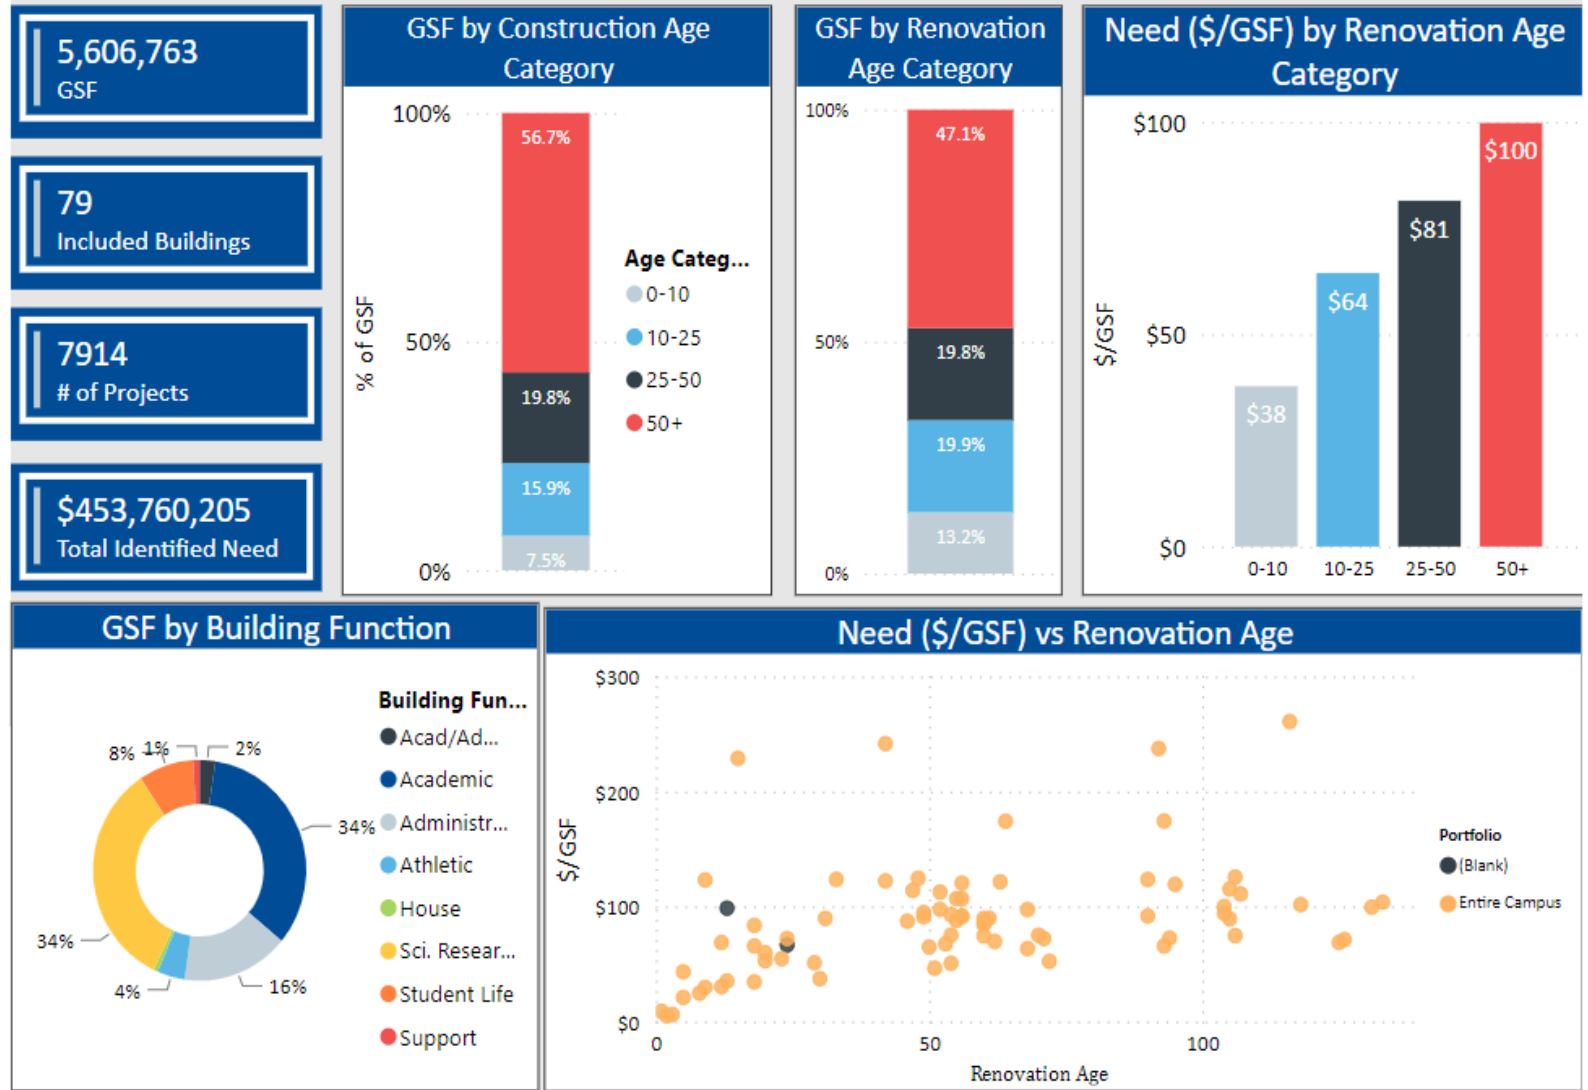 5,606,763
GSF
79
Included Buildings
7914
# of Projects
$453,760,205
Total Identified Need
GSF by Construction Age
Category
100%
50%
0%
% of GSF
56.7%
19.8%
15.9%
7.5%
Age Categ...
0-10
10-25
25-50
50+
GSF by Renovation
Age Category
100%
50%
0%
47.1%
19.8%
19.9%
13.2%
Need ($/GSF) by Renovation Age
Category
$100
$50
$0
$/GSF
$38
$64
$81
$100
0-10
10-25
25-50
50+
GSF by Building Function
8%
1%
2%
34%
34%
4%
16%
Building Fun...
Acad/Ad...
Academic
Administr...
Athletic
House
Sci. Resear...
Student Life
Support
Need ($/GSF) vs Renovation Age
$300
$200
$100
$0
$/GSF
0
50
100
Renovation Age
Portfolio
(Blank)
Entire Campus